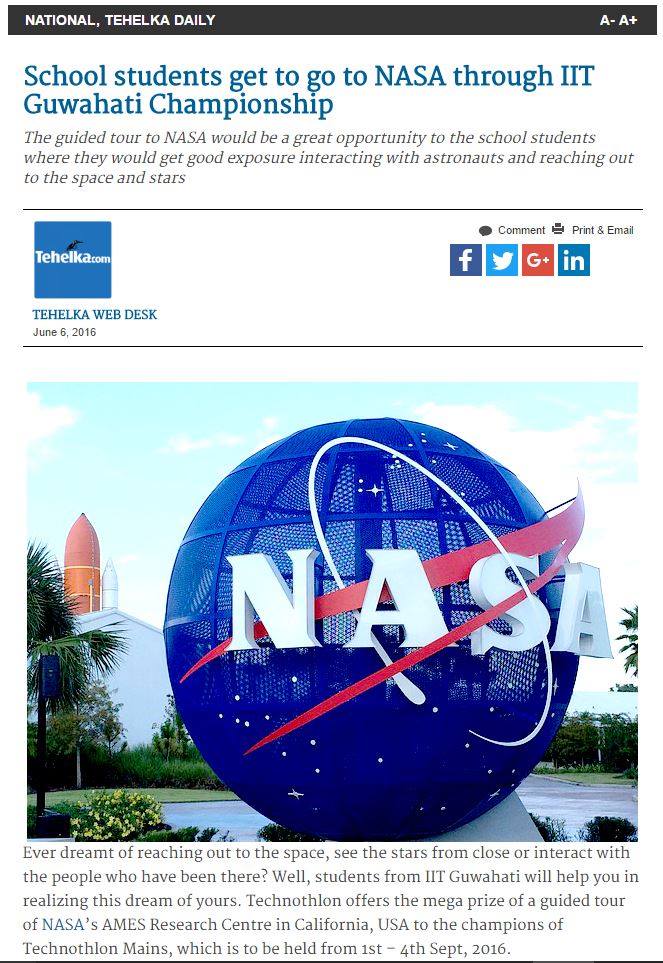 NATIONAL, TEHELKA DAILY A- A+
School students get to go to NASA through IIT
Guwahati Championship
The guided tour to NASA would be a great opportunity to the school students
where they would get good exposure interacting with astronauts and reaching out
to the space and stars
Comment Print & Email
Tehelka.com
f G+ in
TEHELKA WEB DESK
June 6, 2016
NASA
Ever dreamt of reaching out to the space, see the stars from close or interact with
the people who have been there? Well, students from IIT Guwahati will help you in
realizing this dream of yours. Technothlon offers the mega prize of a guided tour
of NASA’s AMES Research Centre in California, USA to the champions of
Technothlon Mains, which is to be held from 1st – 4th Sept, 2016.